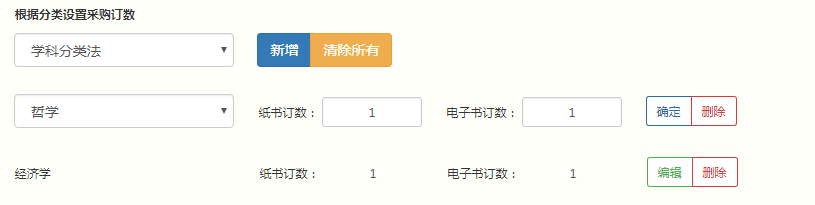 根据分类设置采购订数
学科分类法 新增 清除所有
哲学 纸书订数： 1 电子书订数： 1 确定 删除
经济学 纸书订数： 1 电子书订数： 1 编辑 删除